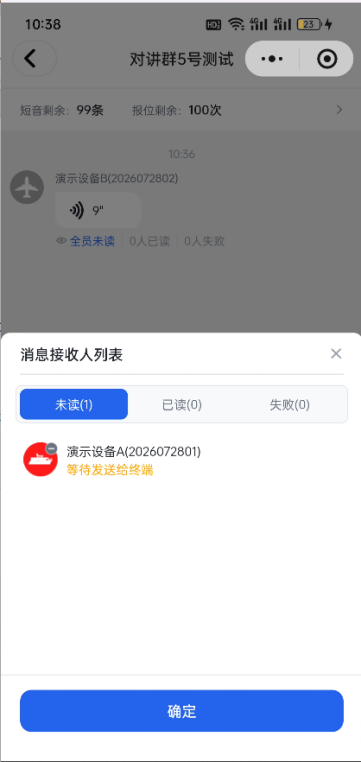 10:38
HD 4G 4G 23
对讲群5号测试
短音剩余: 99条 报位剩余: 100次
10:36
演示设备B(2026072802)
9"
全员未读 0人已读 0人失败
消息接收人列表
未读(1) 已读(0) 失败(0)
演示设备A(2026072801)
等待发送给终端
确定